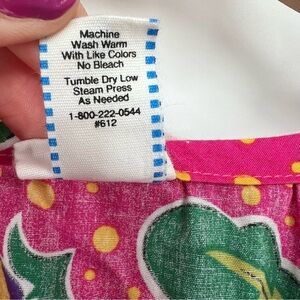 Machine
Wash Warm
With Like Colors
No Bleach
Tumble Dry Low
Steam Press
As Needed
1-800-222-0544
#612